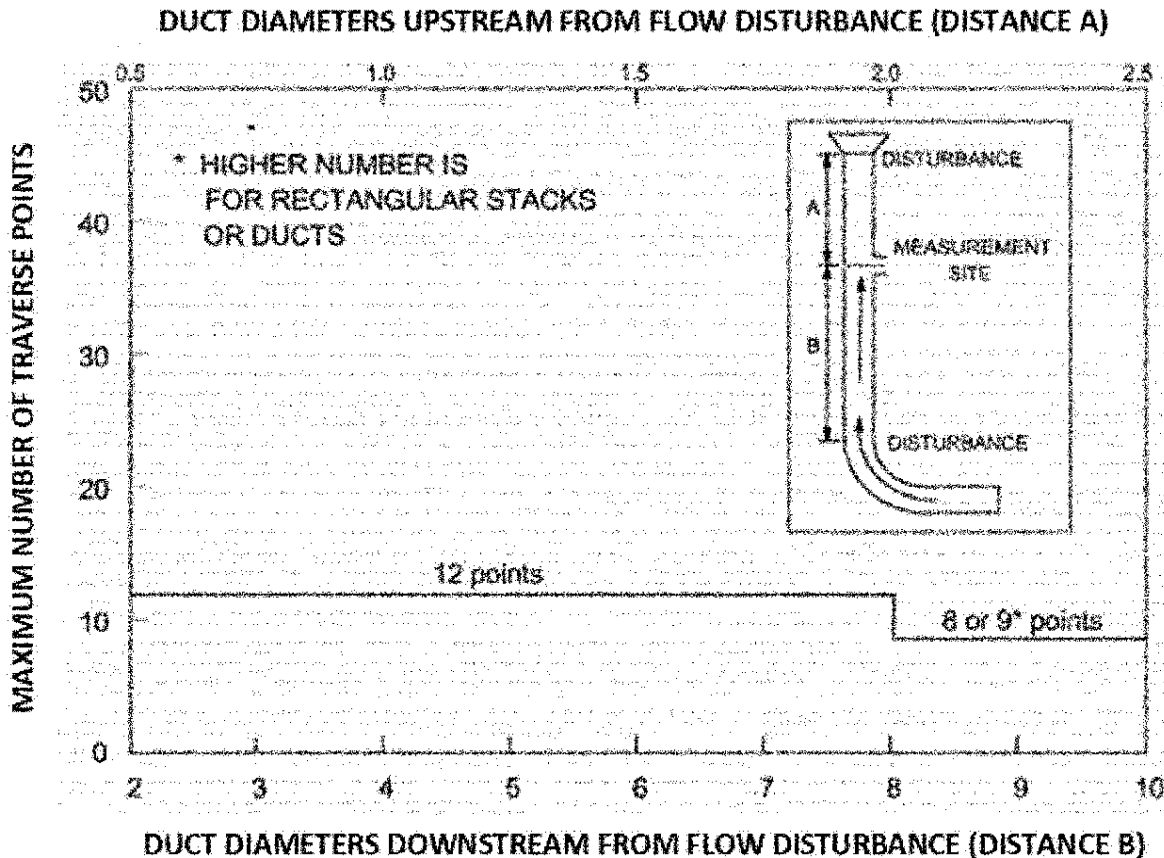 DUCT DIAMETERS UPSTREAM FROM FLOW DISTURBANCE (DISTANCE A)
0.5 1.0 1.5 2.0 2.5
MAXIMUM NUMBER OF TRAVERSE POINTS
50
40
30
20
10
0
* HIGHER NUMBER IS
FOR RECTANGULAR STACKS
OR DUCTS
DISTURBANCE
A
MEASUREMENT
SITE
B
DISTURBANCE
12 points
8 or 9* points
2 3 4 5 6 7 8 9 10
DUCT DIAMETERS DOWNSTREAM FROM FLOW DISTURBANCE (DISTANCE B)